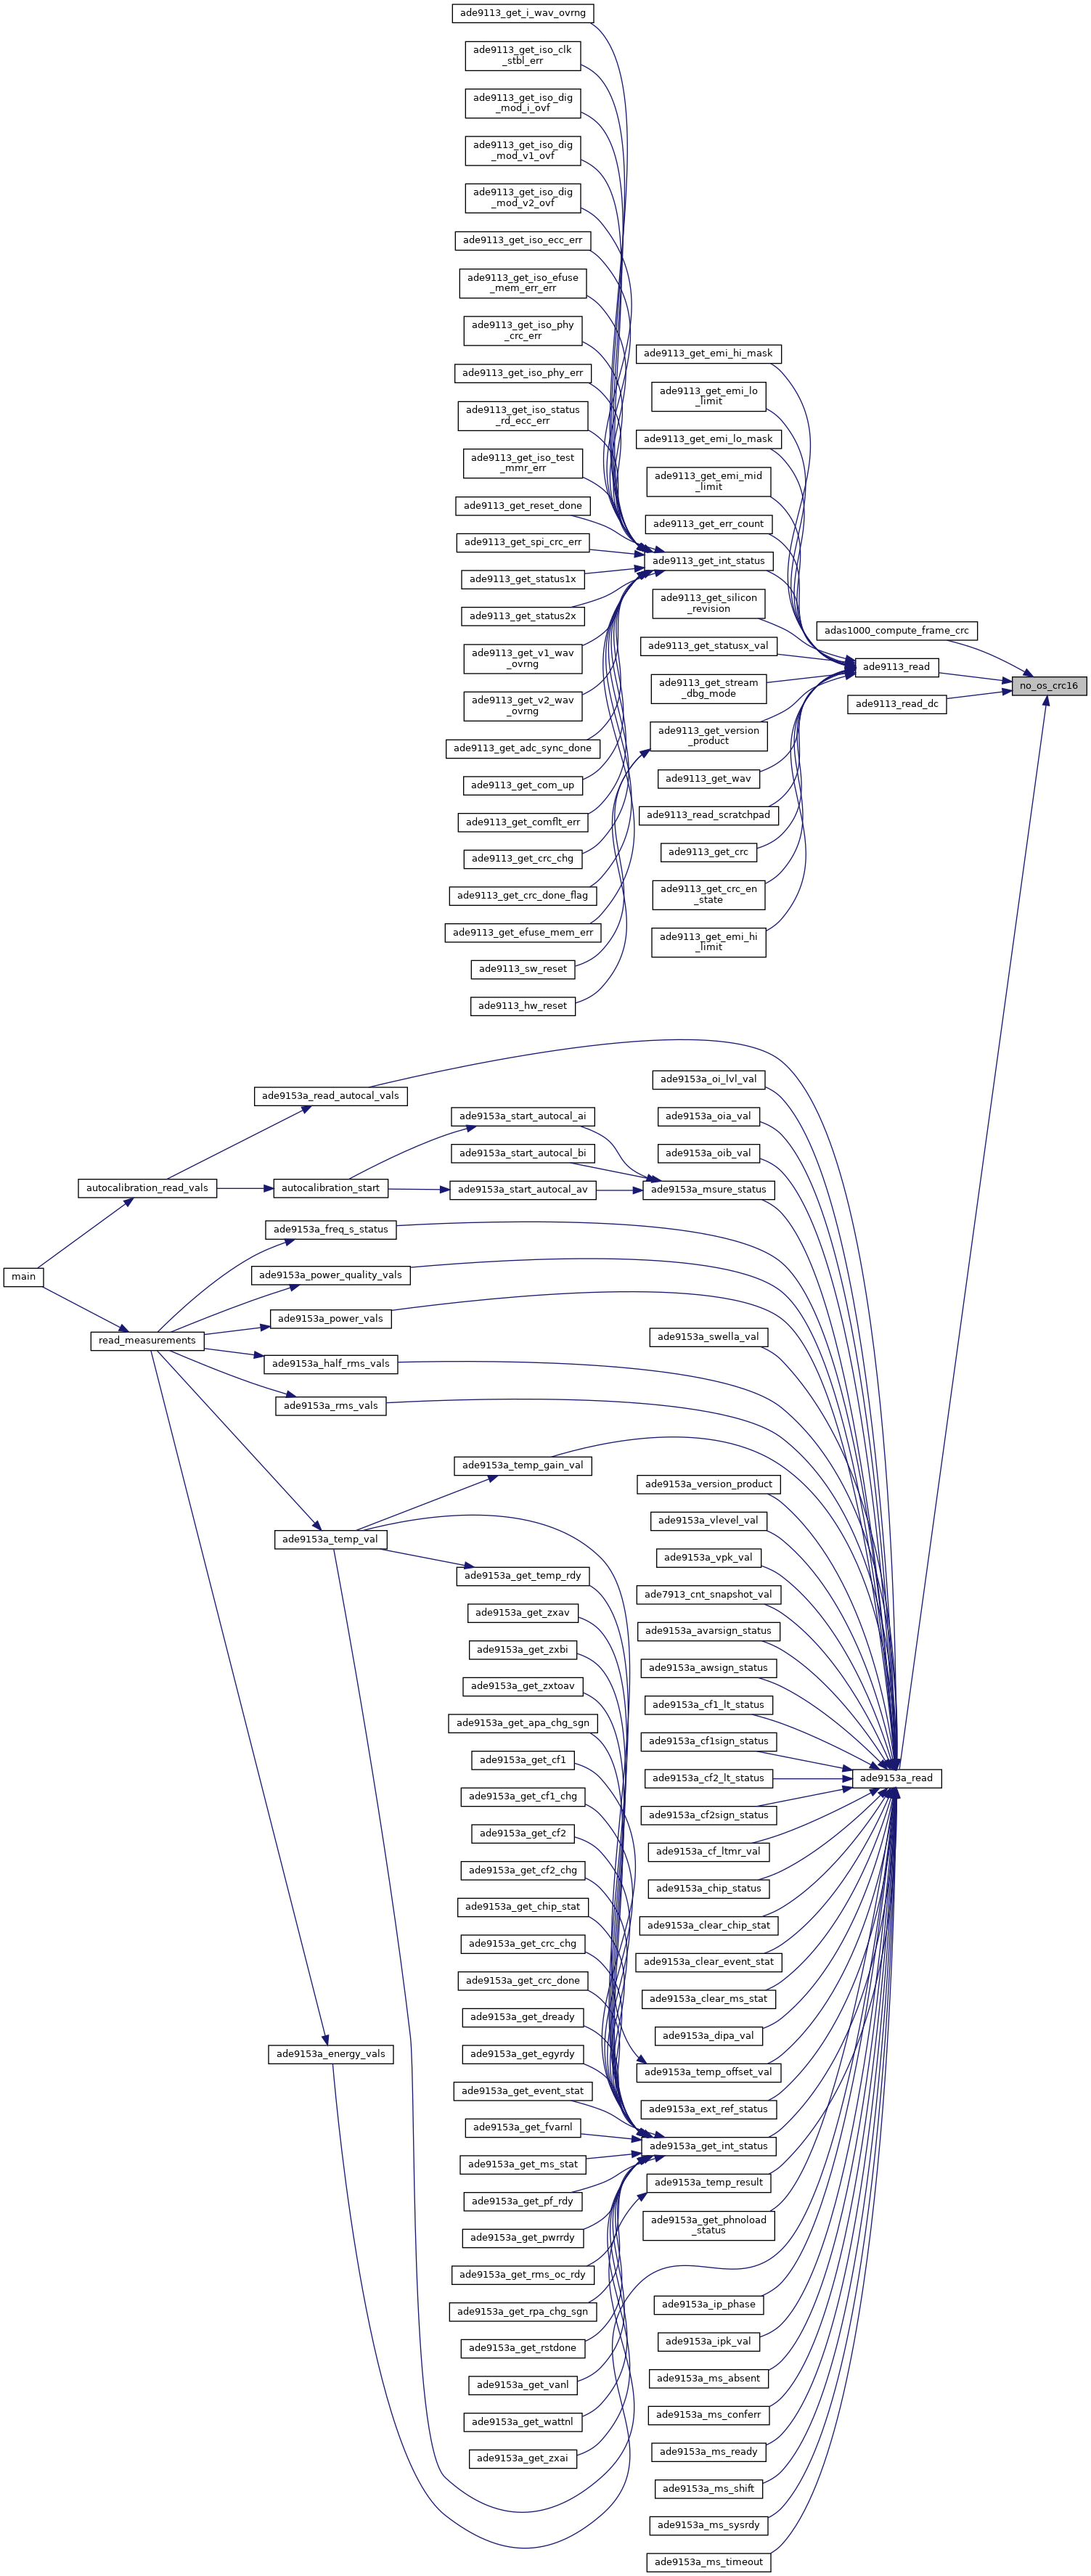 ade9113_get_i_wav_ovrng
ade9113_get_iso_clk
_stbl_err
ade9113_get_iso_dig
_mod_i_ovf
ade9113_get_iso_dig
_mod_v1_ovf
ade9113_get_iso_dig
_mod_v2_ovf
ade9113_get_iso_ecc_err
ade9113_get_iso_efuse
_mem_err_err
ade9113_get_iso_phy
_crc_err
ade9113_get_iso_phy_err
ade9113_get_iso_status
_rd_ecc_err
ade9113_get_iso_test
_mmr_err
ade9113_get_reset_done
ade9113_get_spi_crc_err
ade9113_get_status1x
ade9113_get_status2x
ade9113_get_v1_wav
_ovrng
ade9113_get_v2_wav
_ovrng
ade9113_get_adc_sync_done
ade9113_get_com_up
ade9113_get_comflt_err
ade9113_get_crc_chg
ade9113_get_crc_done_flag
ade9113_get_efuse_mem_err
ade9113_sw_reset
ade9113_hw_reset
ade9113_get_emi_hi_mask
ade9113_get_emi_lo
_limit
ade9113_get_emi_lo_mask
ade9113_get_emi_mid
_limit
ade9113_get_err_count
ade9113_get_int_status
ade9113_get_silicon
_revision
ade9113_get_statusx_val
ade9113_get_stream
_dbg_mode
ade9113_get_version
_product
ade9113_get_wav
ade9113_read_scratchpad
ade9113_get_crc
ade9113_get_crc_en
_state
ade9113_get_emi_hi
_limit
adas1000_compute_frame_crc
ade9113_read
ade9113_read_dc
no_os_crc16
ade9153a_read_autocal_vals
autocalibration_read_vals
autocalibration_start
ade9153a_start_autocal_ai
ade9153a_start_autocal_bi
ade9153a_start_autocal_av
ade9153a_oi_lvl_val
ade9153a_oia_val
ade9153a_oib_val
ade9153a_msure_status
main
read_measurements
ade9153a_freq_s_status
ade9153a_power_quality_vals
ade9153a_power_vals
ade9153a_half_rms_vals
ade9153a_rms_vals
ade9153a_temp_val
ade9153a_energy_vals
ade9153a_temp_gain_val
ade9153a_get_temp_rdy
ade9153a_get_zxav
ade9153a_get_zxbi
ade9153a_get_zxtoav
ade9153a_get_apa_chg_sgn
ade9153a_get_cf1
ade9153a_get_cf1_chg
ade9153a_get_cf2
ade9153a_get_cf2_chg
ade9153a_get_chip_stat
ade9153a_get_crc_chg
ade9153a_get_crc_done
ade9153a_get_dready
ade9153a_get_egyrdy
ade9153a_get_event_stat
ade9153a_get_fvarnl
ade9153a_get_ms_stat
ade9153a_get_pf_rdy
ade9153a_get_pwrrdy
ade9153a_get_rms_oc_rdy
ade9153a_get_rpa_chg_sgn
ade9153a_get_rstdone
ade9153a_get_vanl
ade9153a_get_wattnl
ade9153a_get_zxai
ade9153a_swella_val
ade9153a_version_product
ade9153a_vlevel_val
ade9153a_vpk_val
ade7913_cnt_snapshot_val
ade9153a_avarsign_status
ade9153a_awsign_status
ade9153a_cf1_lt_status
ade9153a_cf1sign_status
ade9153a_cf2_lt_status
ade9153a_cf2sign_status
ade9153a_cf_ltmr_val
ade9153a_chip_status
ade9153a_clear_chip_stat
ade9153a_clear_event_stat
ade9153a_clear_ms_stat
ade9153a_dipa_val
ade9153a_temp_offset_val
ade9153a_ext_ref_status
ade9153a_get_int_status
ade9153a_temp_result
ade9153a_get_phnoload
_status
ade9153a_ip_phase
ade9153a_ipk_val
ade9153a_ms_absent
ade9153a_ms_conferr
ade9153a_ms_ready
ade9153a_ms_shift
ade9153a_ms_sysrdy
ade9153a_ms_timeout
ade9153a_read